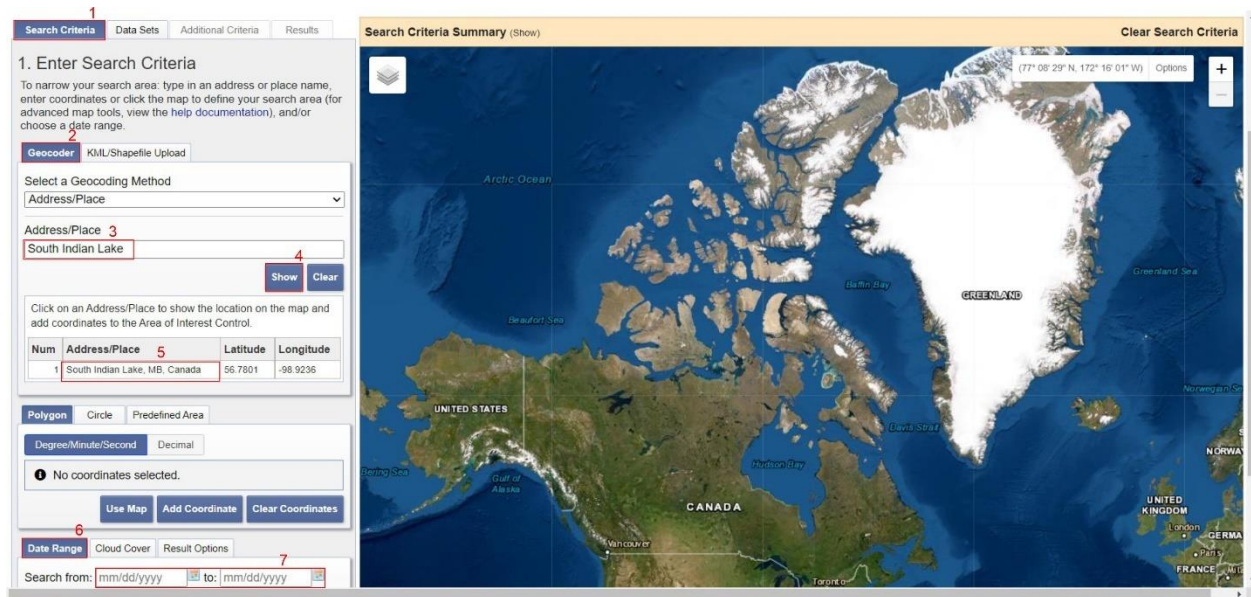 1
Search Criteria Data Sets Additional Criteria Results
1. Enter Search Criteria
To narrow your search area: type in an address or place name,
enter coordinates or click the map to define your search area (for
advanced map tools, view the help documentation), and/or
choose a date range.
2
Geocoder KML/Shapefile Upload
Select a Geocoding Method
Address/Place
Address/Place 3
South Indian Lake
4
Show Clear
Click on an Address/Place to show the location on the map and
add coordinates to the Area of Interest Control.
Num Address/Place 5 Latitude Longitude
1 South Indian Lake, MB, Canada 56.7801 -98.9236
Polygon Circle Predefined Area
Degree/Minute/Second Decimal
No coordinates selected.
Use Map Add Coordinate Clear Coordinates
6
Date Range Cloud Cover Result Options
7
Search from: mm/dd/yyyy to: mm/dd/yyyy
Search Criteria Summary (Show) Clear Search Criteria
(77° 08' 29" N, 172° 16' 01" W) Options +
Arctic Ocean
Greenland Sea
Baffin Bay
GREENLAND
Beaufort Sea
Norwegian Se
UNITED STATES
Davis Strait
NORWA
Hudson Bay
Bering Sea
Gulf of
Alaska
UNITED
KINGDOM
CANADA
London
GERMA
Vancouver
Paris
FRANCE
Toronto